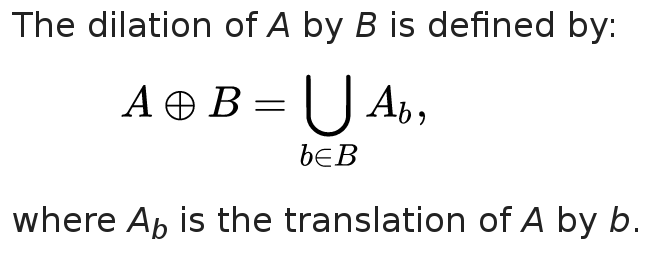 The dilation of A by B is defined by:
A ⊕ B = ⋃ A_b,
b∈B
where A_b is the translation of A by b.